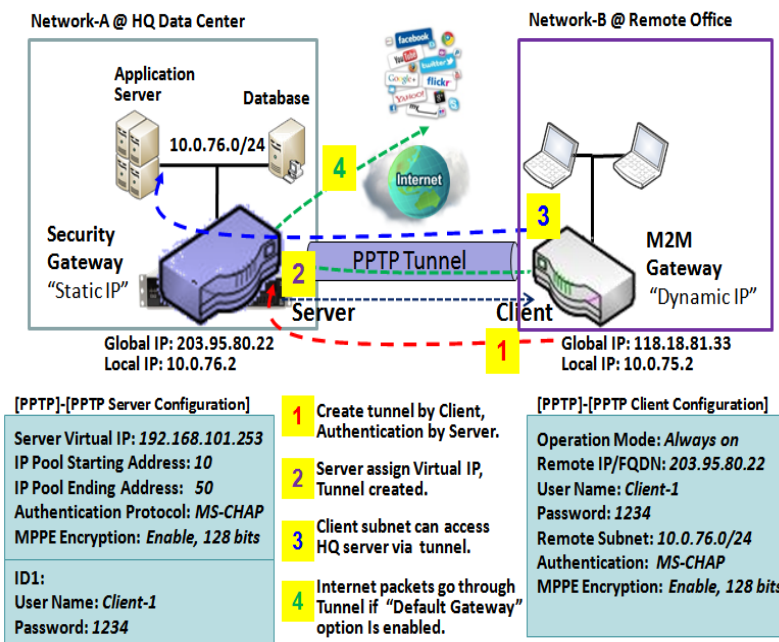 Network-A @ HQ Data Center
Network-B @ Remote Office
Application
Server
Database
10.0.76.0/24
facebook
YouTube
twitter
Google+
flickr
YAHOO!
Internet
4
3
Security
Gateway
"Static IP"
2
PPTP Tunnel
M2M
Gateway
"Dynamic IP"
Server
Client
1
Global IP: 203.95.80.22
Local IP: 10.0.76.2
Global IP: 118.18.81.33
Local IP: 10.0.75.2
[PPTP]-[PPTP Server Configuration]
Server Virtual IP: 192.168.101.253
IP Pool Starting Address: 10
IP Pool Ending Address: 50
Authentication Protocol: MS-CHAP
MPPE Encryption: Enable, 128 bits
ID1:
User Name: Client-1
Password: 1234
1 Create tunnel by Client,
Authentication by Server.
2 Server assign Virtual IP,
Tunnel created.
3 Client subnet can access
HQ server via tunnel.
4 Internet packets go through
Tunnel if "Default Gateway"
option Is enabled.
[PPTP]-[PPTP Client Configuration]
Operation Mode: Always on
Remote IP/FQDN: 203.95.80.22
User Name: Client-1
Password: 1234
Remote Subnet: 10.0.76.0/24
Authentication: MS-CHAP
MPPE Encryption: Enable, 128 bits